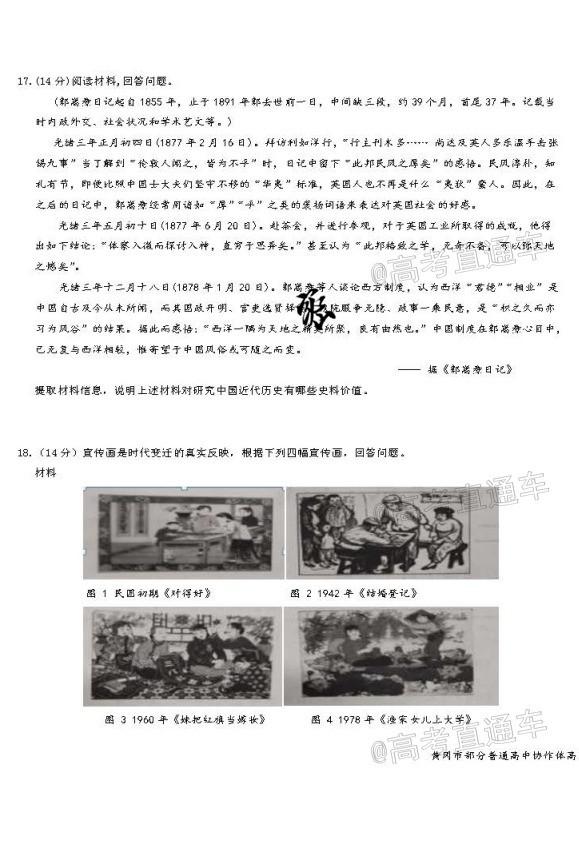 17.(14分)阅读材料,回答问题。
(郭嵩焘日记起自1855年,止于1891年郭去世前一日,中间缺三段,约39个月,首尾37年。记载当
时内政外交、社会状况和学术艺文等。)
光绪三年正月初四(1877年2月16日)。拜访利如洋行,“行主刊木多……尚达及英人多乐温手击张
锡九事”当了解到“伦敦人闻之,皆为不平”时,日记中留下“此邦民风之厚矣”的感悟。民风淳朴,知
礼有节,即便比照中国士大夫们坚守不移的“华夷”标准,英国人也不再是什么“夷狄”蛮人。因此,在
之后的日记中,郭嵩焘经常用诸如“厚”“平”之类的褒扬词语来表达对英国社会的好感。
光绪三年五月初十日(1877年6月20日)。赴茶会,并进行参观,对于英国工业所取得的成就,他得
出如下结论:“体察入微而探讨入神,直穷于思异矣。”甚至认为“此邦格致之学,无奇不备,可以弥天地
之憾矣”。
光绪三年十二月十八日(1878年1月20日)。郭嵩焘等人谈论西方制度,认为西洋“君德”“相业”是
中国自古及今从未所闻,而其国政开明、官吏选贤 院服争无隐、政事一秉民意,是“积之久而亦
习为风俗”的结果。据此而感悟:“西洋一隅为天地之精英所聚,良有由然也。”中国制度在郭嵩焘心目中,
已无复与西洋相较,惟寄望于中国风俗或可随之而变。
—— 据《郭嵩焘日记》
提取材料信息,说明上述材料对研究中国近代历史有哪些史料价值。
18.(14分)宣传画是时代变迁的真实反映,根据下列四幅宣传画,回答问题。
材料
图 1 民国初期《对得好》
图 2 1942 年《结婚登记》
图 3 1960 年《妹把红旗当嫁妆》
图 4 1978 年《渔家女儿上大学》
@高考直通车
@高考直通车
@高考直通车
黄冈市部分普通高中协作体高